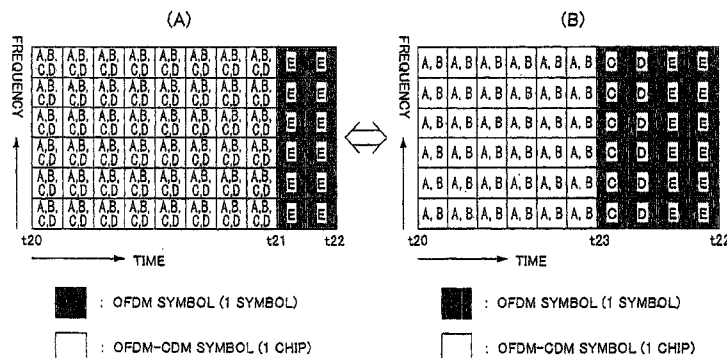 (A)
FREQUENCY
A,B, A,B, A,B, A,B, A,B, A,B, A,B, A,B, E E
C,D C,D C,D C,D C,D C,D C,D C,D
A,B, A,B, A,B, A,B, A,B, A,B, A,B, A,B, E E
C,D C,D C,D C,D C,D C,D C,D C,D
A,B, A,B, A,B, A,B, A,B, A,B, A,B, A,B, E E
C,D C,D C,D C,D C,D C,D C,D C,D
A,B, A,B, A,B, A,B, A,B, A,B, A,B, A,B, E E
C,D C,D C,D C,D C,D C,D C,D C,D
A,B, A,B, A,B, A,B, A,B, A,B, A,B, A,B, E E
C,D C,D C,D C,D C,D C,D C,D C,D
A,B, A,B, A,B, A,B, A,B, A,B, A,B, A,B, E E
C,D C,D C,D C,D C,D C,D C,D C,D
t20 t21 t22
TIME
: OFDM SYMBOL (1 SYMBOL)
: OFDM-CDM SYMBOL (1 CHIP)
(B)
FREQUENCY
A, B A, B A, B A, B A, B A, B C D E E
A, B A, B A, B A, B A, B A, B C D E E
A, B A, B A, B A, B A, B A, B C D E E
A, B A, B A, B A, B A, B A, B C D E E
A, B A, B A, B A, B A, B A, B C D E E
A, B A, B A, B A, B A, B A, B C D E E
t20 t23 t22
TIME
: OFDM SYMBOL (1 SYMBOL)
: OFDM-CDM SYMBOL (1 CHIP)